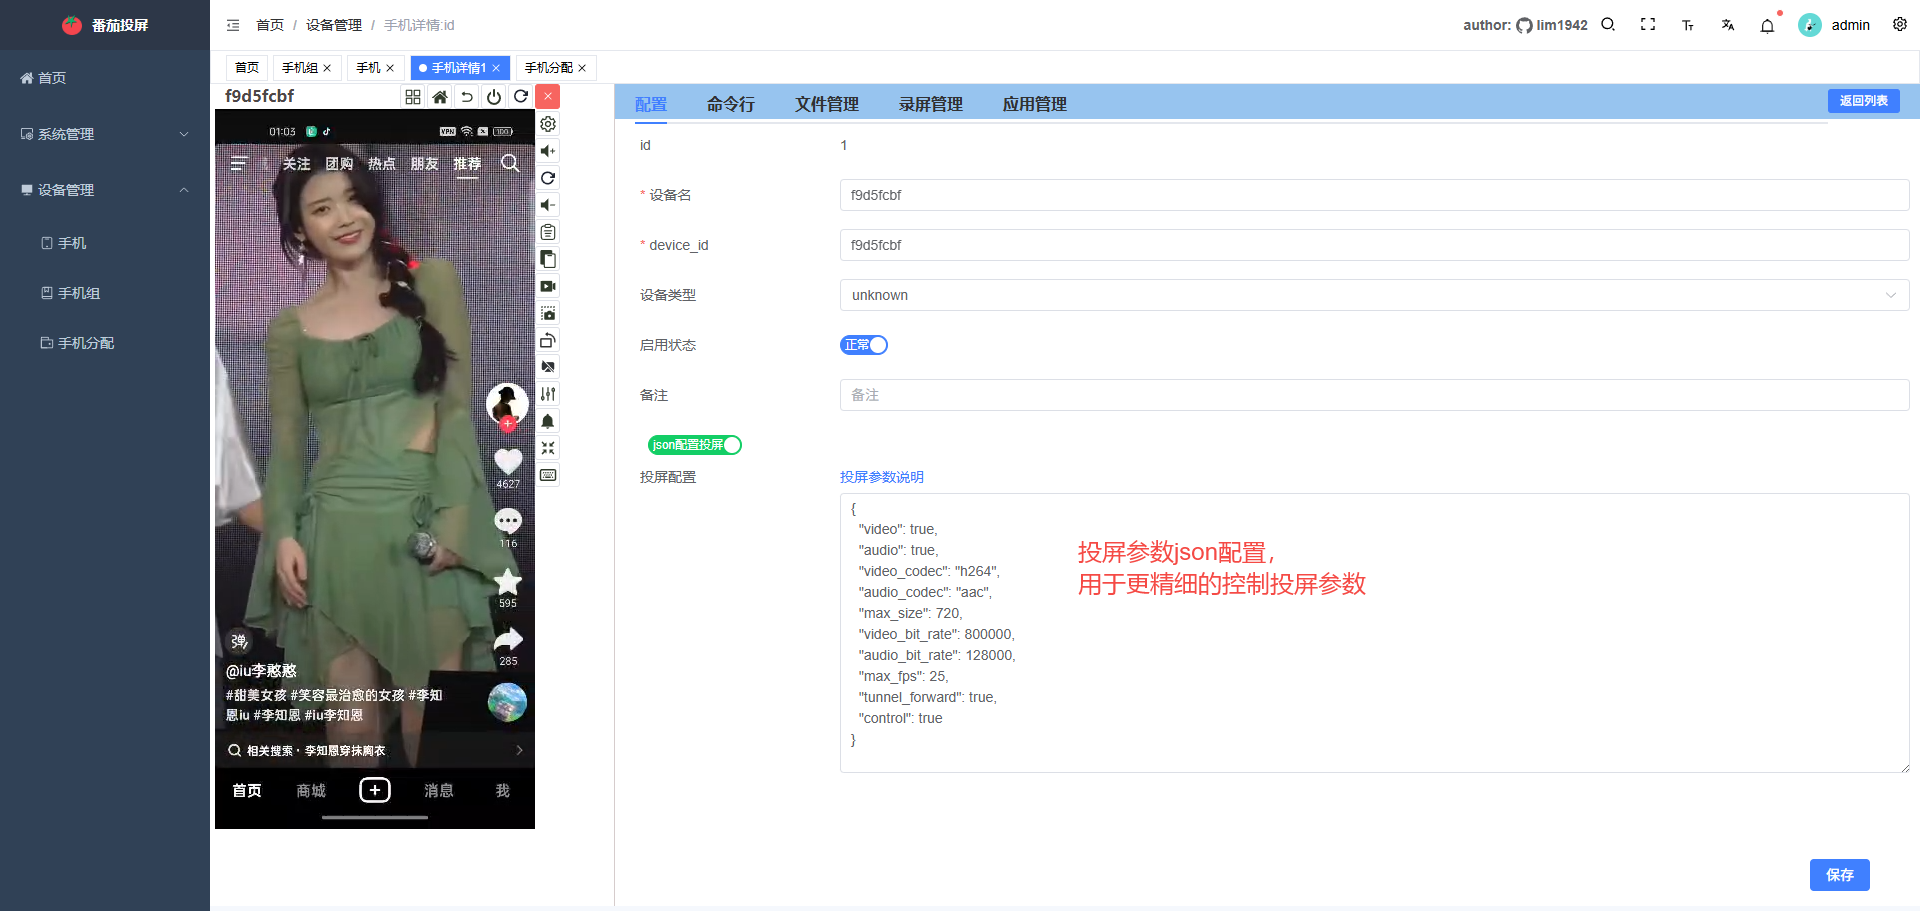 番茄投屏
首页 / 设备管理 / 手机详情:id
author: lim1942
admin
首页
系统管理
设备管理
手机
手机组
手机分配
首页
手机组
手机
手机详情1
手机分配
f9d5fcbf
01:03
VPN
100
关注 团购 热点 朋友 推荐
4627
116
595
285
弹
@iu李憨憨
#甜美女孩 #笑容最治愈的女孩 #李知
恩iu #李知恩 #iu李知恩
相关搜索 · 李知恩穿抹胸衣
首页 商城 消息 我
配置 命令行 文件管理 录屏管理 应用管理
返回列表
id 1
* 设备名 f9d5fcbf
* device_id f9d5fcbf
设备类型 unknown
启用状态 正常
备注 备注
json配置投屏
投屏配置 投屏参数说明
{
"video": true,
"audio": true,
"video_codec": "h264",
"audio_codec": "aac",
"max_size": 720,
"video_bit_rate": 800000,
"audio_bit_rate": 128000,
"max_fps": 25,
"tunnel_forward": true,
"control": true
}
投屏参数json配置，
用于更精细的控制投屏参数
保存